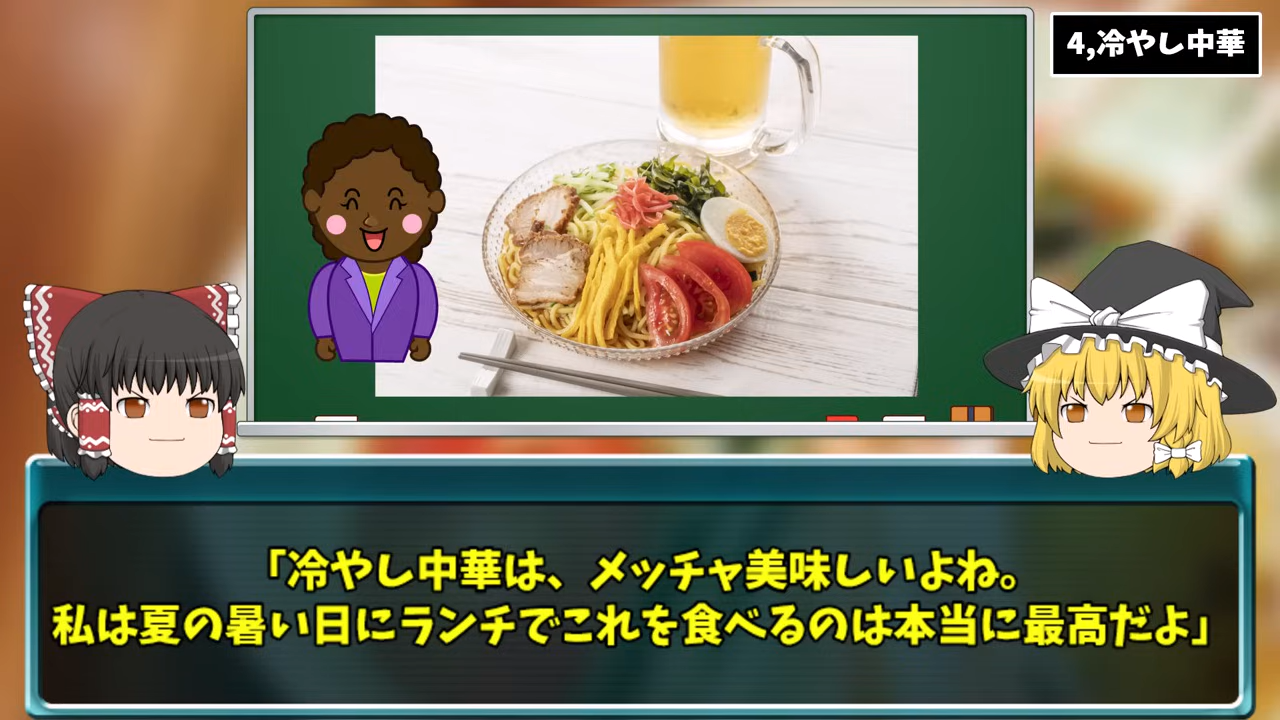 4,冷やし中華
「冷やし中華は、メッチャ美味しいよね。
私は夏の暑い日にランチでこれを食べるのは本当に最高だよ」